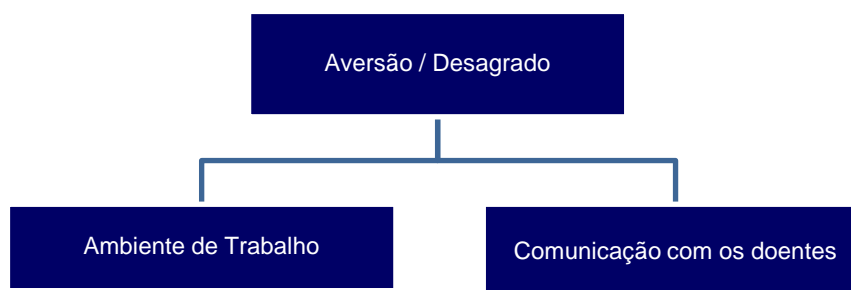 Aversão / Desagrado
Ambiente de Trabalho
Comunicação com os doentes